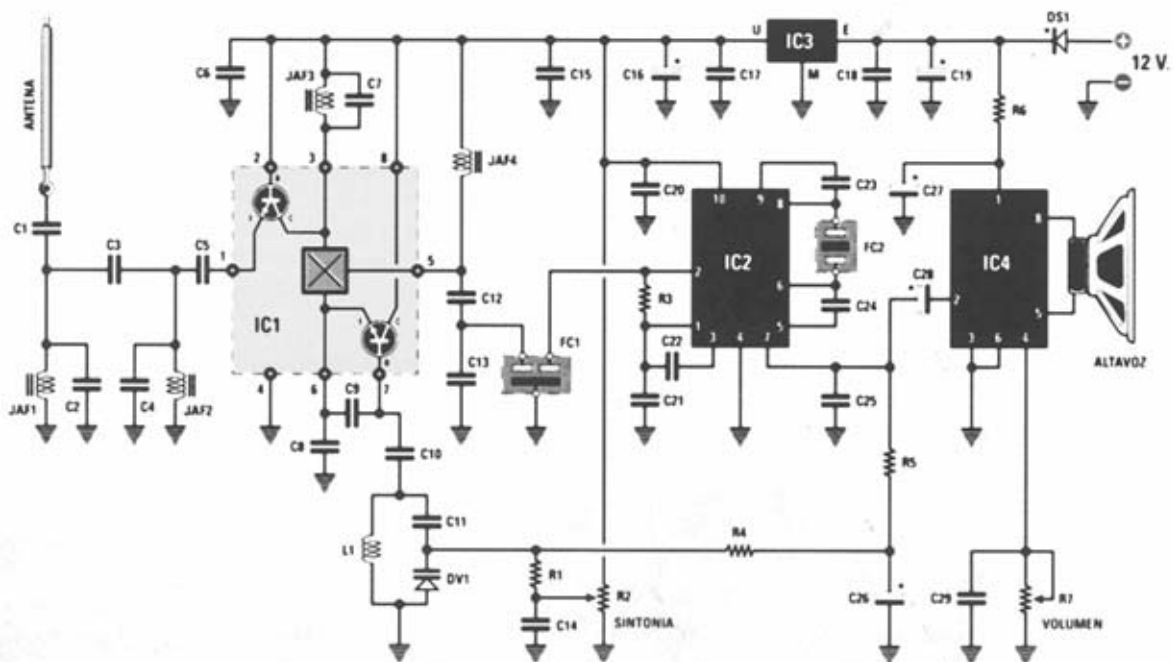 ANTENA
C1
C3
C5
JAF1
C2
C4
JAF2
C6
JAF3
C7
2
3
8
B
E
C
1
5
IC1
E
C
B
4
6
7
C9
C8
C10
L1
C11
DV1
JAF4
C12
C13
FC1
C15
C16
C17
U
IC3
E
M
C18
C19
DS1
12 V.
R6
C20
C27
10
9
8
2
IC2
6
1
3
4
7
5
C23
FC2
C24
R3
C22
C21
C25
C28
1
8
IC4
2
5
3
6
4
ALTAVOZ
R5
R4
R1
C14
R2
SINTONIA
C26
C29
R7
VOLUMEN